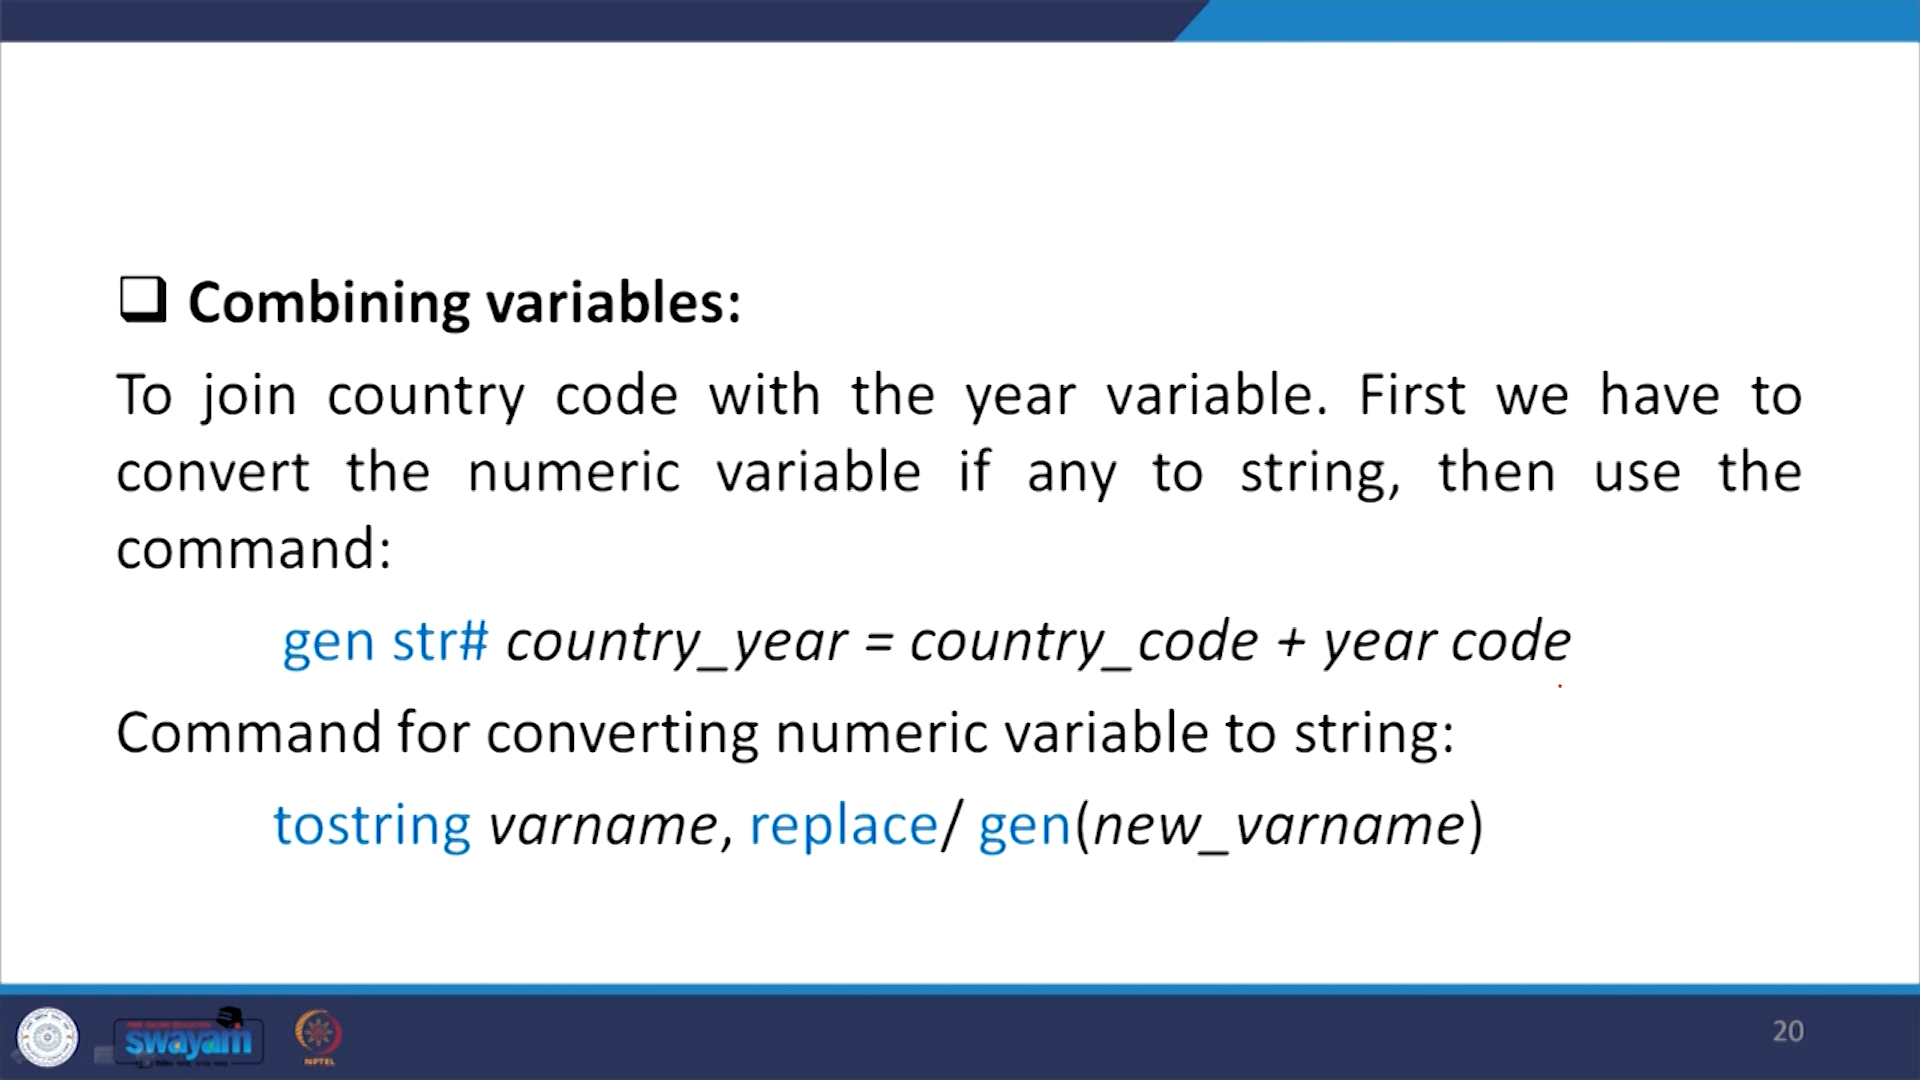 Combining variables:
To join country code with the year variable. First we have to
convert the numeric variable if any to string, then use the
command:
gen str# country_year = country_code + year code
Command for converting numeric variable to string:
tostring varname, replace/ gen(new_varname)
swayam
NPTEL
20